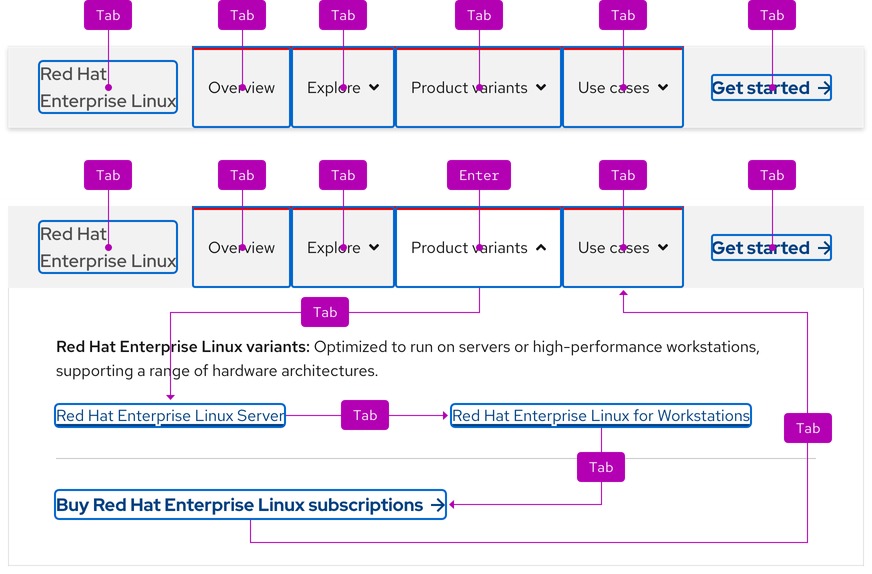 Tab Tab Tab Tab Tab Tab
Red Hat
Enterprise Linux
Overview Explore Product variants Use cases Get started
Tab Tab Tab Enter Tab Tab
Red Hat
Enterprise Linux
Overview Explore Product variants Use cases Get started
Tab
Red Hat Enterprise Linux variants: Optimized to run on servers or high-performance workstations,
supporting a range of hardware architectures.
Red Hat Enterprise Linux Server Tab Red Hat Enterprise Linux for Workstations
Tab
Tab
Buy Red Hat Enterprise Linux subscriptions